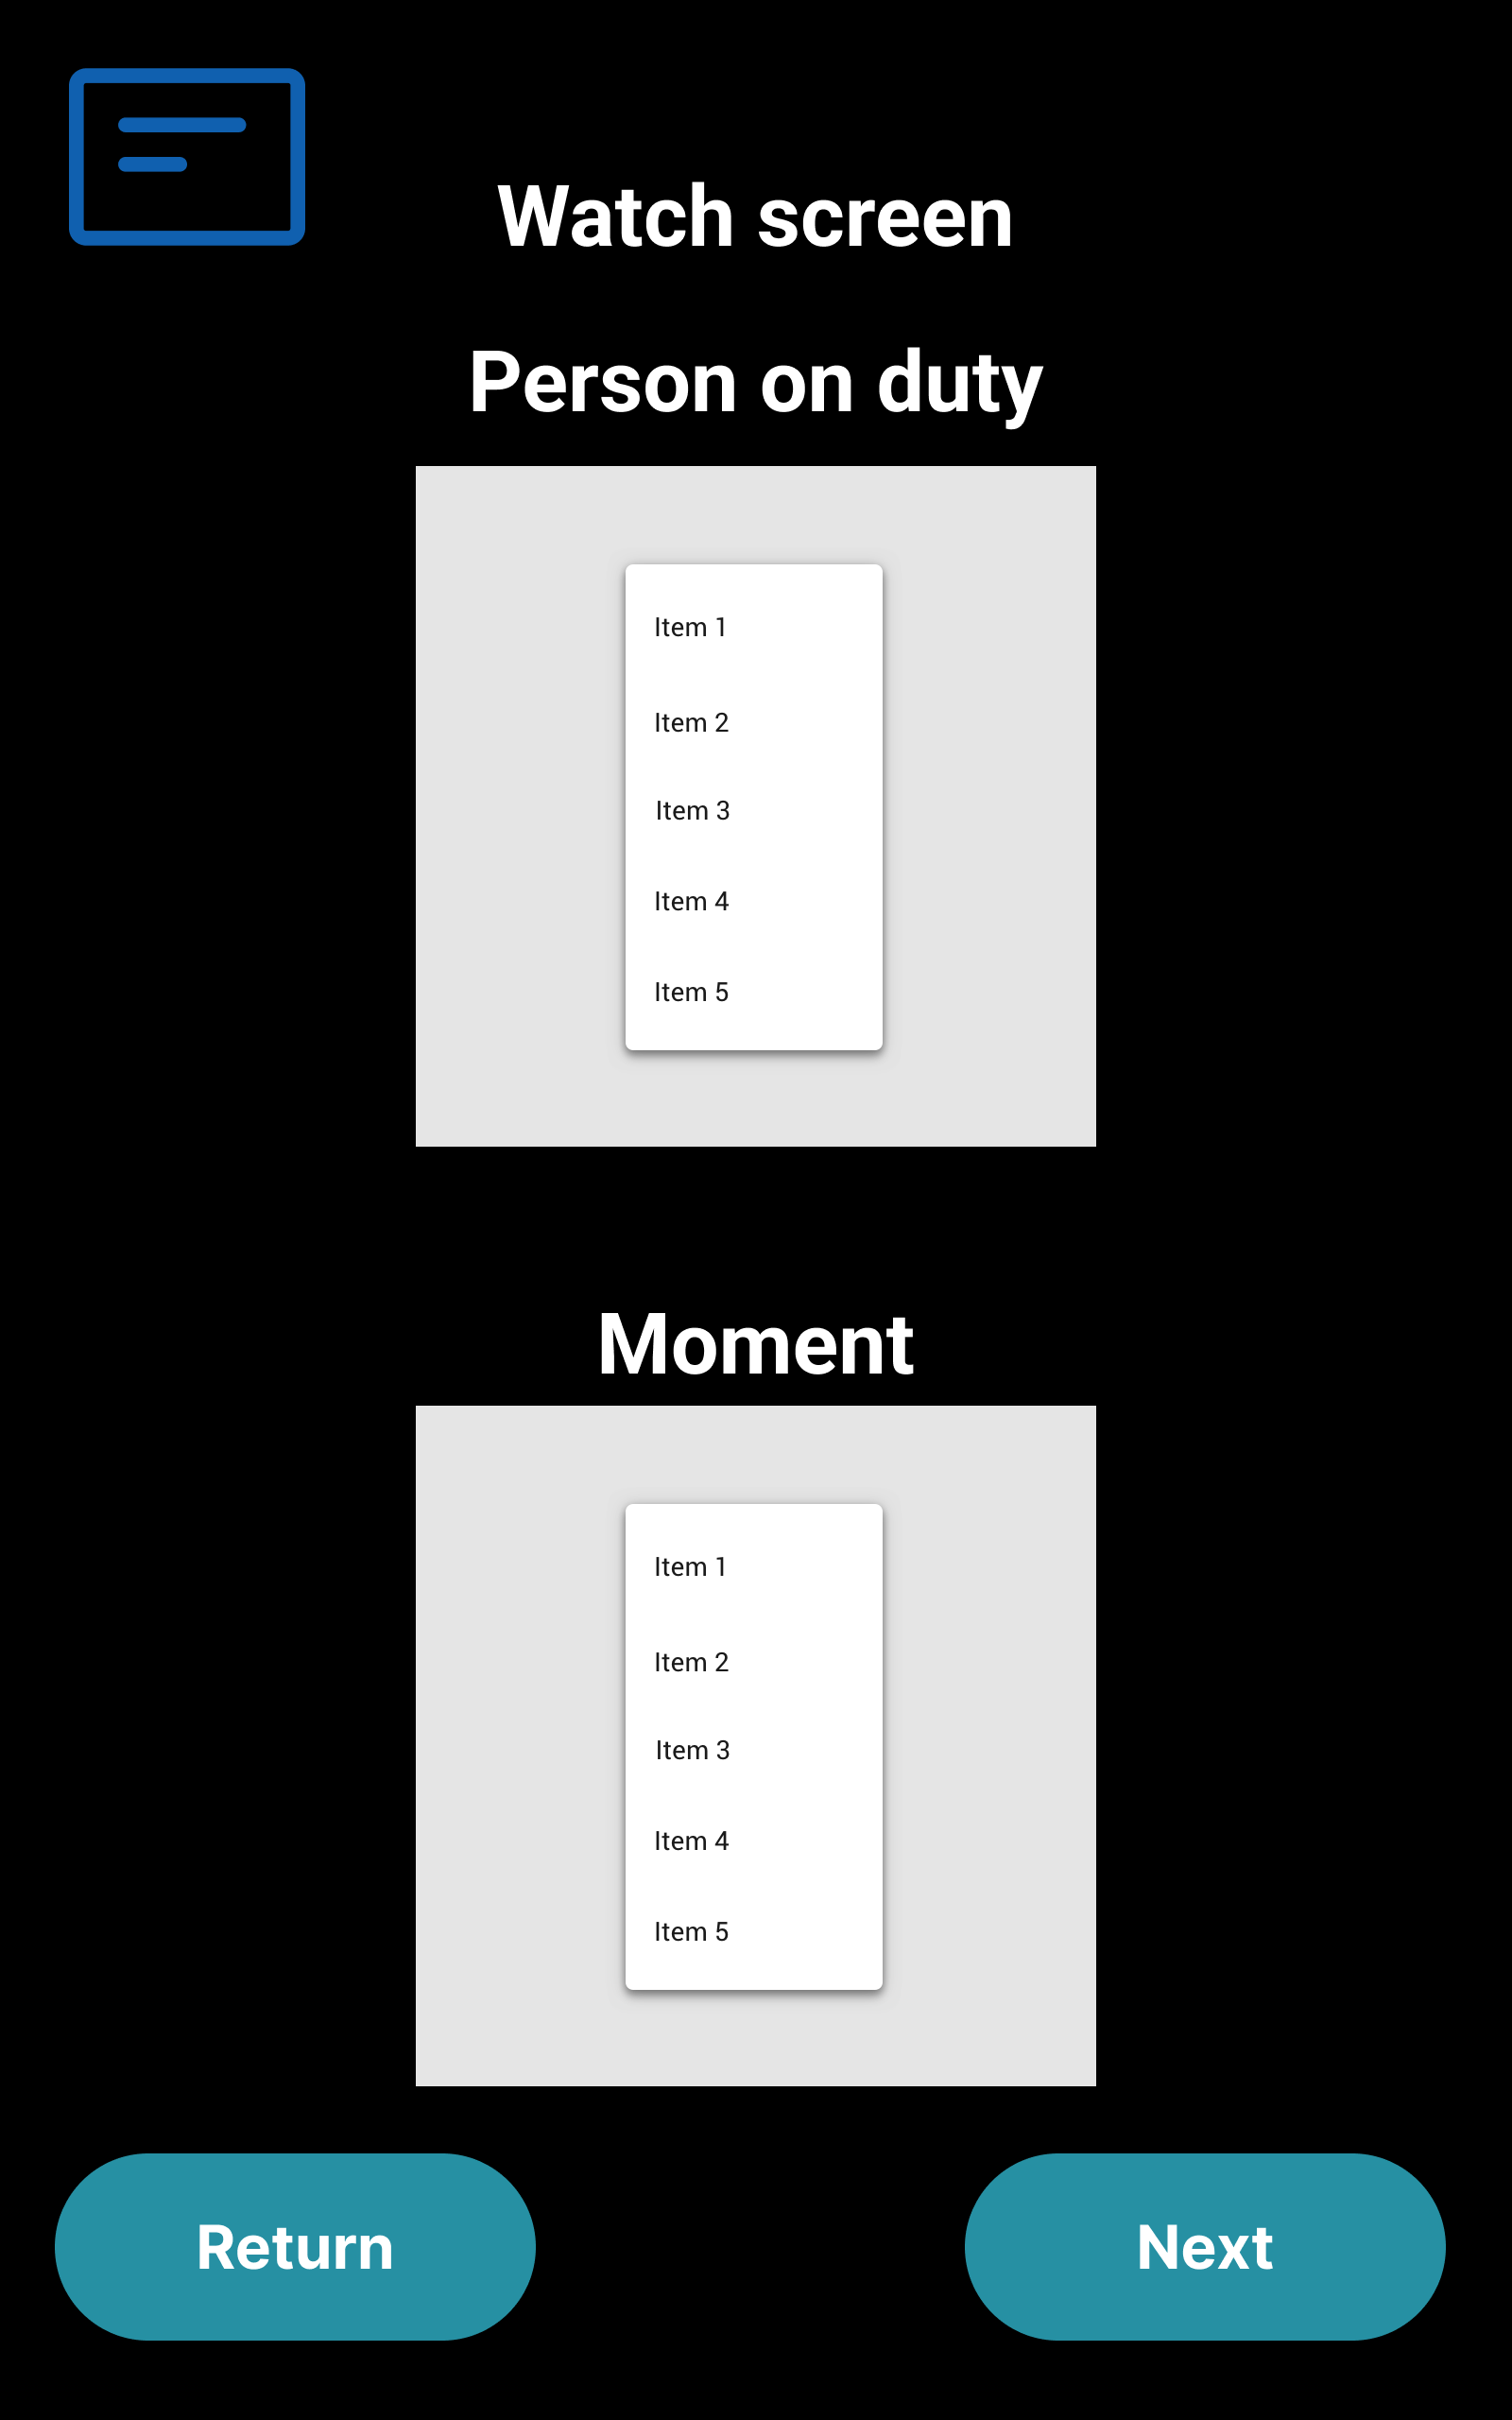 Watch screen
Person on duty
Item 1
Item 2
Item 3
Item 4
Item 5
Moment
Item 1
Item 2
Item 3
Item 4
Item 5
Return
Next